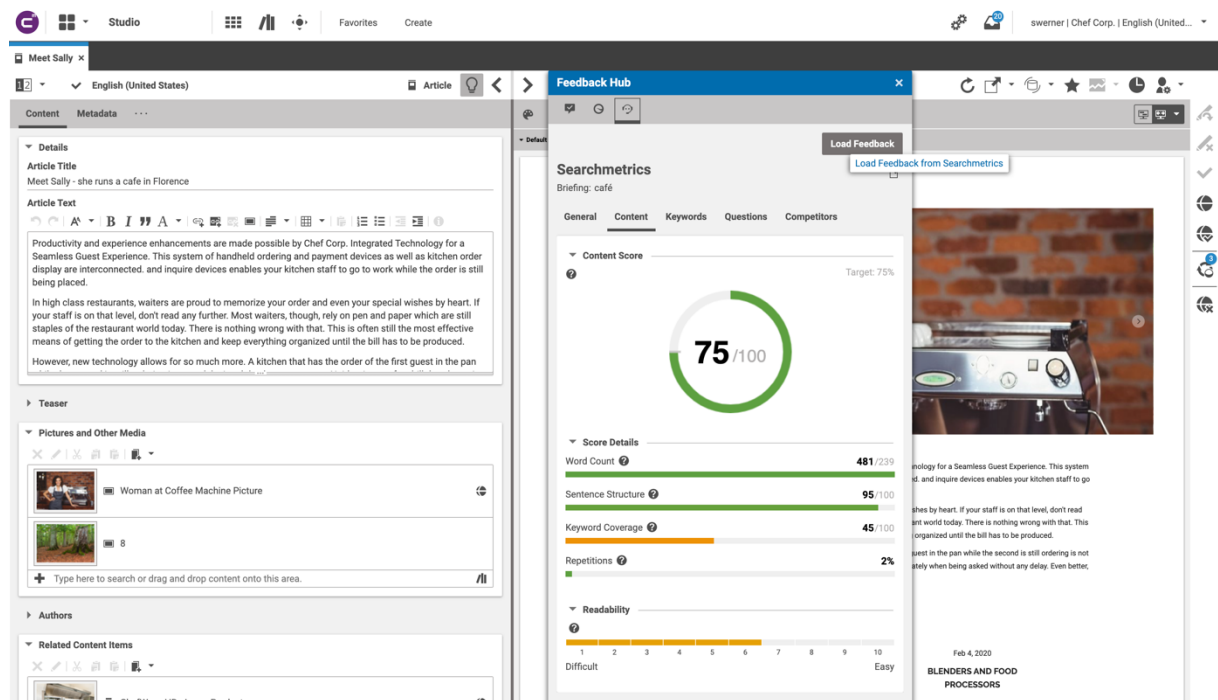 Studio
Favorites
Create
20
swerner | Chef Corp. | English (United...
Meet Sally ×
12
English (United States)
Article
Content Metadata ...
Details
Article Title
Meet Sally - she runs a cafe in Florence
Article Text
Productivity and experience enhancements are made possible by Chef Corp. Integrated Technology for a
Seamless Guest Experience. This system of handheld ordering and payment devices as well as kitchen order
display are interconnected. and inquire devices enables your kitchen staff to go to work while the order is still
being placed.
In high class restaurants, waiters are proud to memorize your order and even your special wishes by heart. If
your staff is on that level, don't read any further. Most waiters, though, rely on pen and paper which are still
staples of the restaurant world today. There is nothing wrong with that. This is often still the most effective
means of getting the order to the kitchen and keep everything organized until the bill has to be produced.
However, new technology allows for so much more. A kitchen that has the order of the first guest in the pan
Teaser
Pictures and Other Media
Woman at Coffee Machine Picture
8
Type here to search or drag and drop content onto this area.
Authors
Related Content Items
Default
Feedback Hub
Load Feedback
Load Feedback from Searchmetrics
Searchmetrics
Briefing: café
General Content Keywords Questions Competitors
Content Score
Target: 75%
75 /100
Score Details
Word Count 481/239
Sentence Structure 95/100
Keyword Coverage 45/100
Repetitions 2%
Readability
1 2 3 4 5 6 7 8 9 10
Difficult Easy
3
nology for a Seamless Guest Experience. This system
d. and inquire devices enables your kitchen staff to go
shes by heart. If your staff is on that level, don't read
ant world today. There is nothing wrong with that. This
organized until the bill has to be produced.
uest in the pan while the second is still ordering is not
ately when being asked without any delay. Even better,
Feb 4, 2020
BLENDERS AND FOOD
PROCESSORS